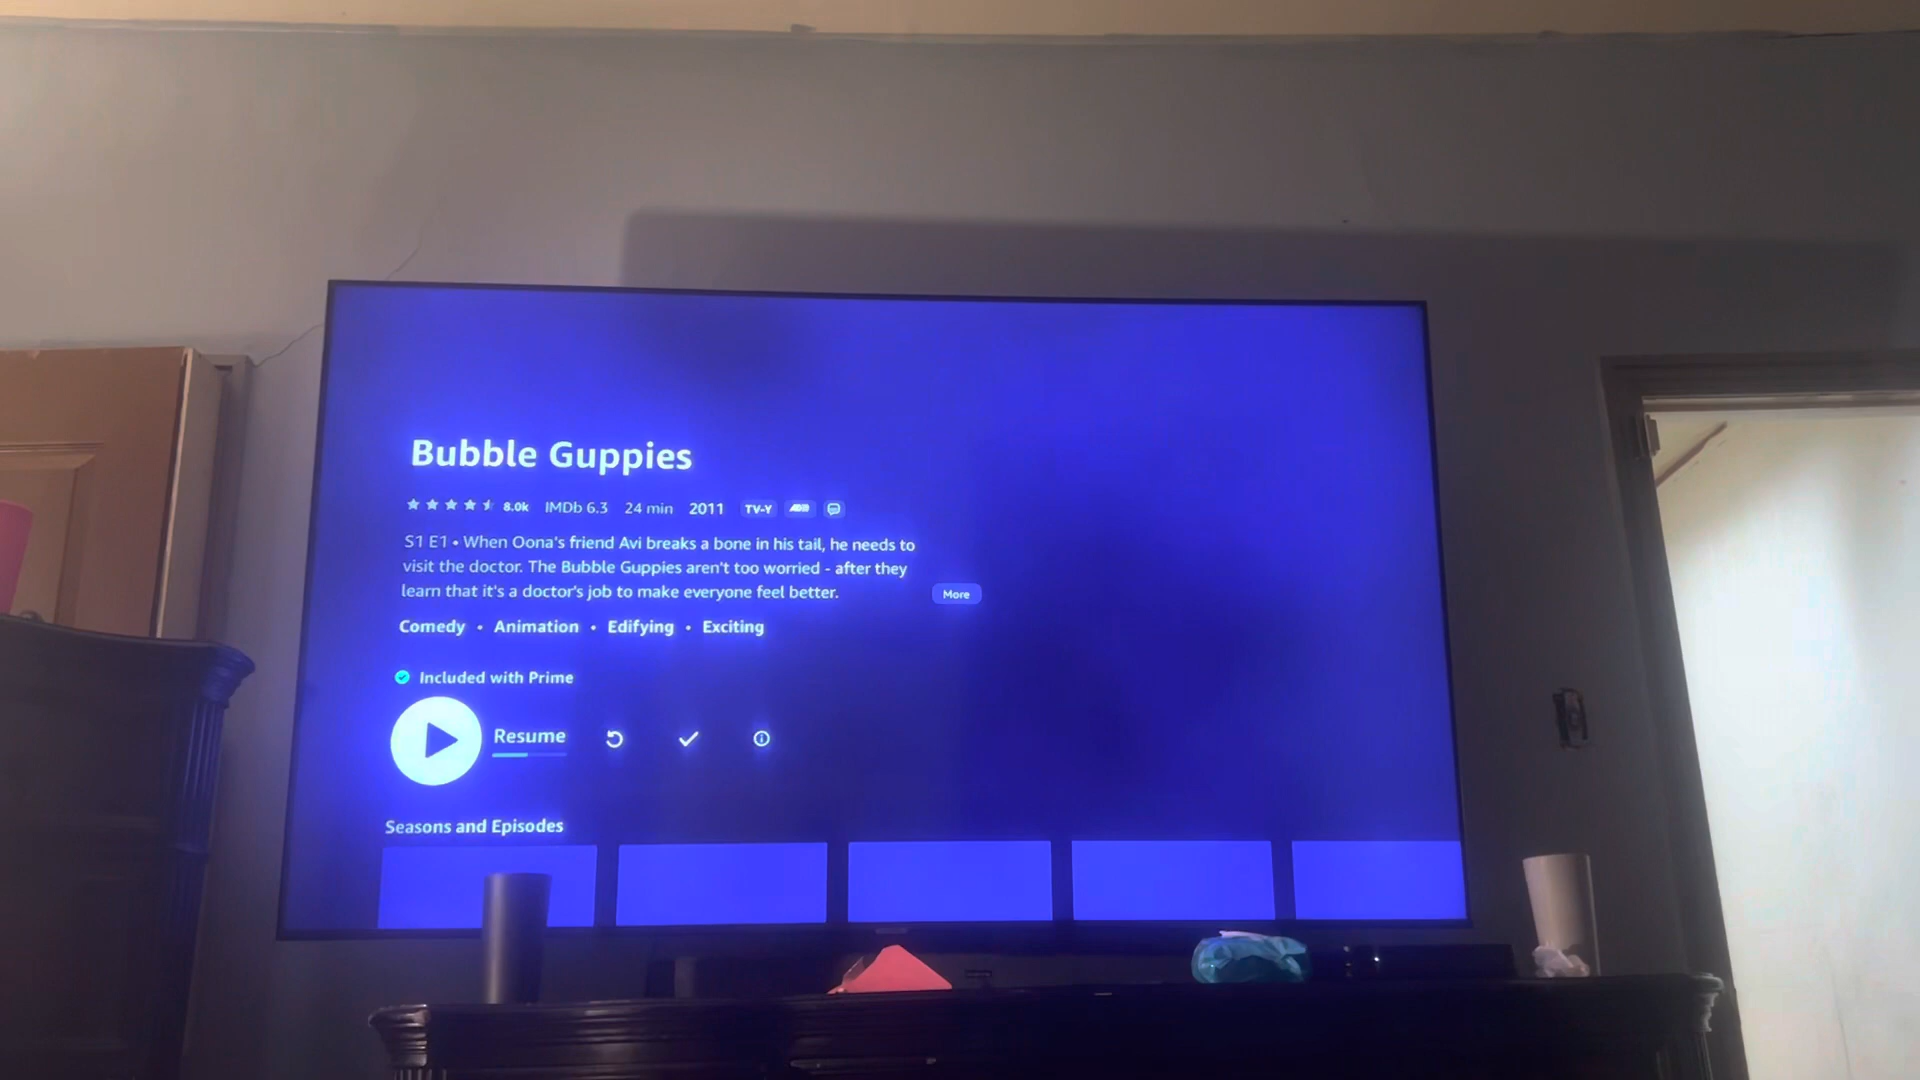 Bubble Guppies
8.0k IMDb 6.3 24 min 2011 TV-Y AD
S1 E1 • When Oona's friend Avi breaks a bone in his tail, he needs to
visit the doctor. The Bubble Guppies aren't too worried - after they
learn that it's a doctor's job to make everyone feel better.
More
Comedy • Animation • Edifying • Exciting
Included with Prime
Resume
Seasons and Episodes